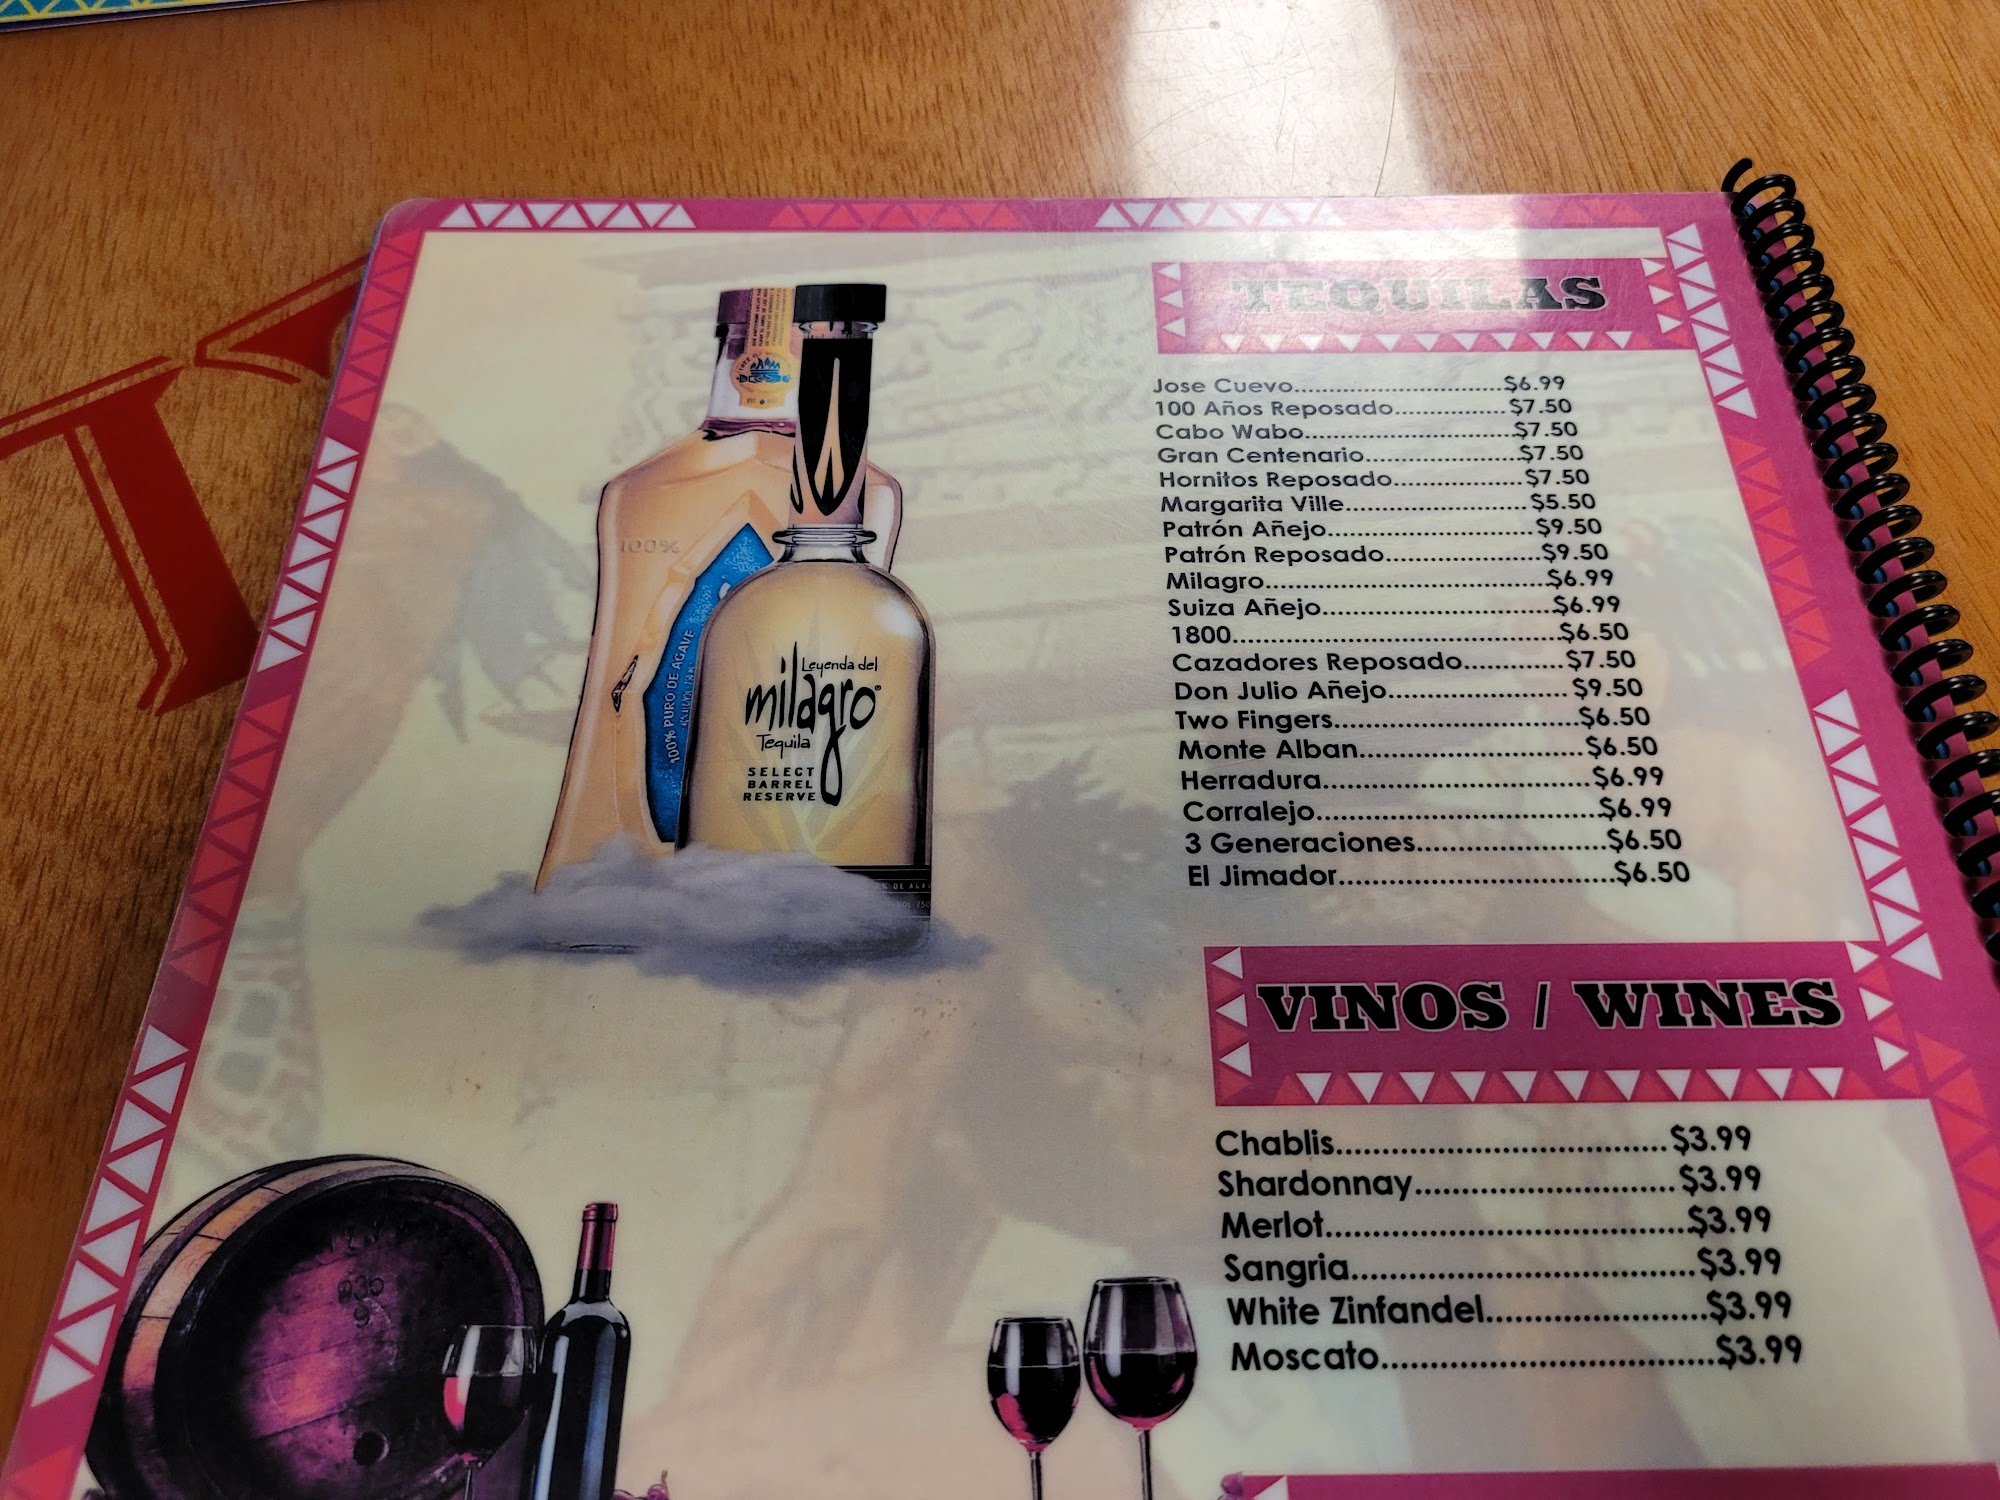 TEQUILAS
Jose Cuevo..............................$6.99
100 Años Reposado................$7.50
Cabo Wabo..............................$7.50
Gran Centenario......................$7.50
Hornitos Reposado...................$7.50
Margarita Ville.........................$5.50
Patrón Añejo............................$9.50
Patrón Reposado.....................$9.50
Milagro.....................................$6.99
Suiza Añejo..............................$6.99
1800..........................................$6.50
Cazadores Reposado.............$7.50
Don Julio Añejo.......................$9.50
Two Fingers..............................$6.50
Monte Alban............................$6.50
Herradura.................................$6.99
Corralejo...................................$6.99
3 Generaciones.......................$6.50
El Jimador.................................$6.50
100%
100% PURO DE AGAVE
Leyenda del
milagro
Tequila
SELECT
BARREL
RESERVE
VINOS / WINES
Chablis..................................$3.99
Shardonnay...........................$3.99
Merlot.....................................$3.99
Sangria...................................$3.99
White Zinfandel.......................$3.99
Moscato..................................$3.99